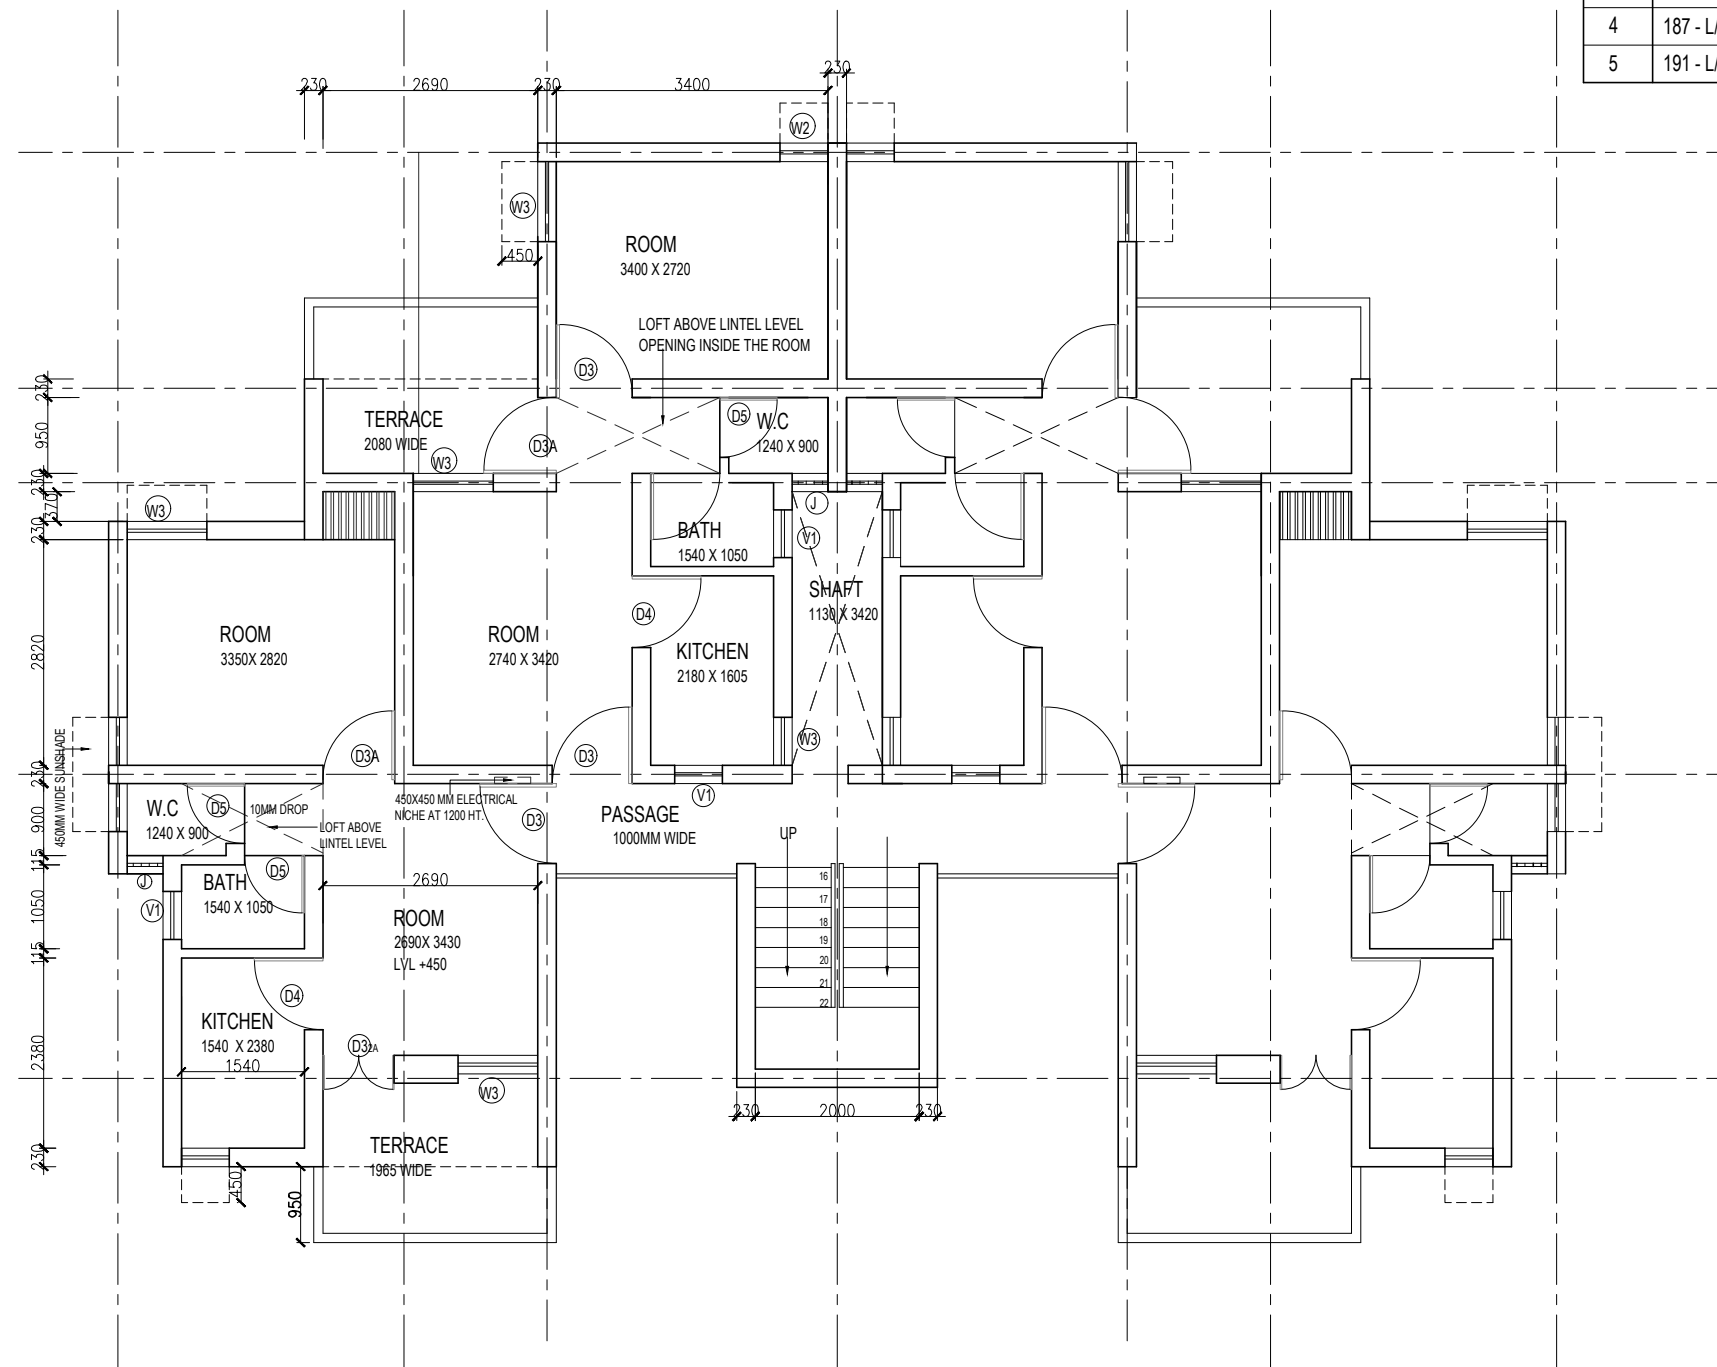 4 187 - L/
5 191 - L/
230 2690 230 3400 230
W2
W3
450
ROOM
3400 X 2720
LOFT ABOVE LINTEL LEVEL
OPENING INSIDE THE ROOM
D3
230
950
230
370
230
2820
230
900
115
1050
115
2380
230
TERRACE
2080 WIDE
D3A
W3
D5
W.C
1240 X 900
W3
J
V1
BATH
1540 X 1050
SHAFT
1130 X 3420
ROOM
3350X 2820
ROOM
2740 X 3420
D4
KITCHEN
2180 X 1605
W3
450MM WIDE SUNSHADE
D3A
D3
V1
W.C
1240 X 900
D5
10MM DROP
LOFT ABOVE
LINTEL LEVEL
450X450 MM ELECTRICAL
NICHE AT 1200 HT.
D3
PASSAGE
1000MM WIDE
UP
J
V1
BATH
1540 X 1050
D5
2690
ROOM
2690X 3430
LVL +450
16
17
18
19
20
21
22
D4
KITCHEN
1540 X 2380
1540
D32A
W3
230 2000 230
TERRACE
1965 WIDE
450
950